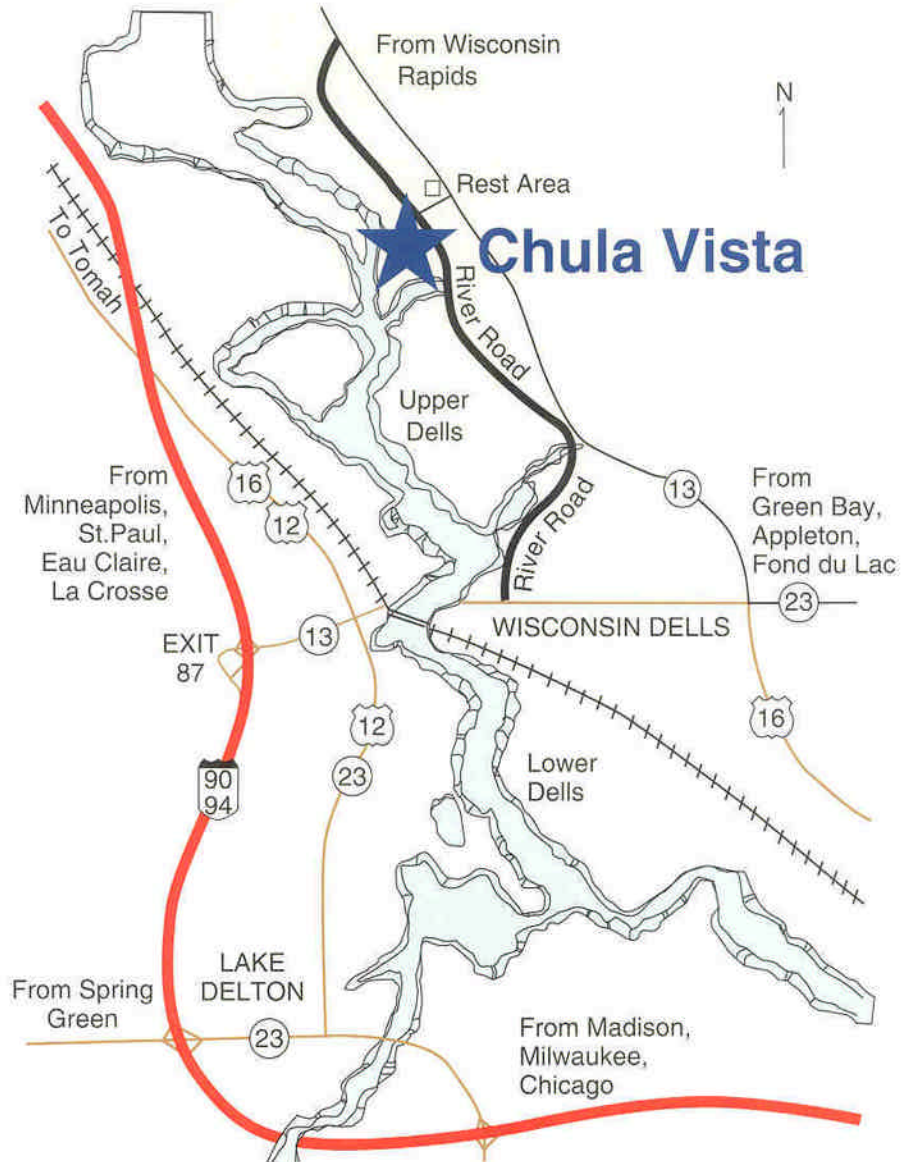 From Wisconsin
Rapids
N
Rest Area
Chula Vista
To Tomah
River Road
Upper
Dells
16
12
From
Minneapolis,
St.Paul,
Eau Claire,
La Crosse
13
From
Green Bay,
Appleton,
Fond du Lac
River Road
23
EXIT
87
13
WISCONSIN DELLS
16
12
23
90
94
Lower
Dells
LAKE
DELTON
From Spring
Green
23
From Madison,
Milwaukee,
Chicago